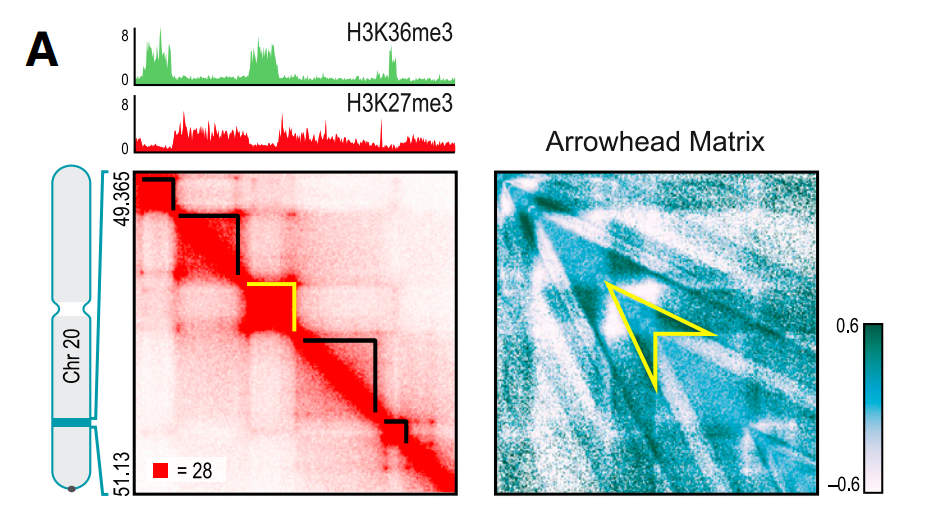 A
H3K36me3
8
0
H3K27me3
8
0
Arrowhead Matrix
49.365
Chr 20
51.13
= 28
0.6
–0.6